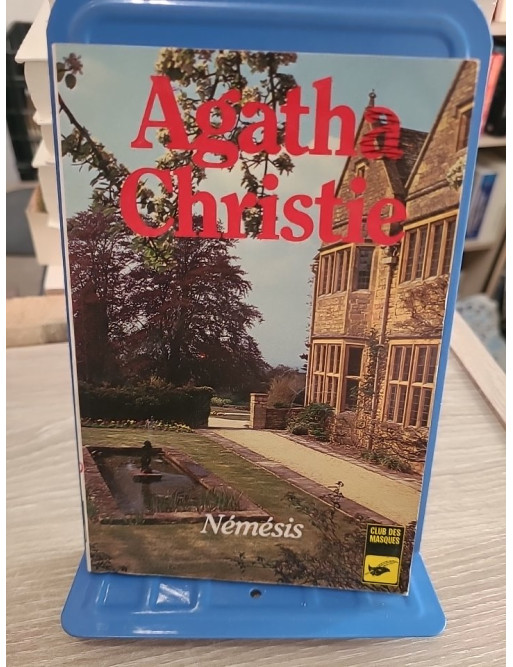 Agatha
Christie
Némésis
CLUB DES
MASQUES